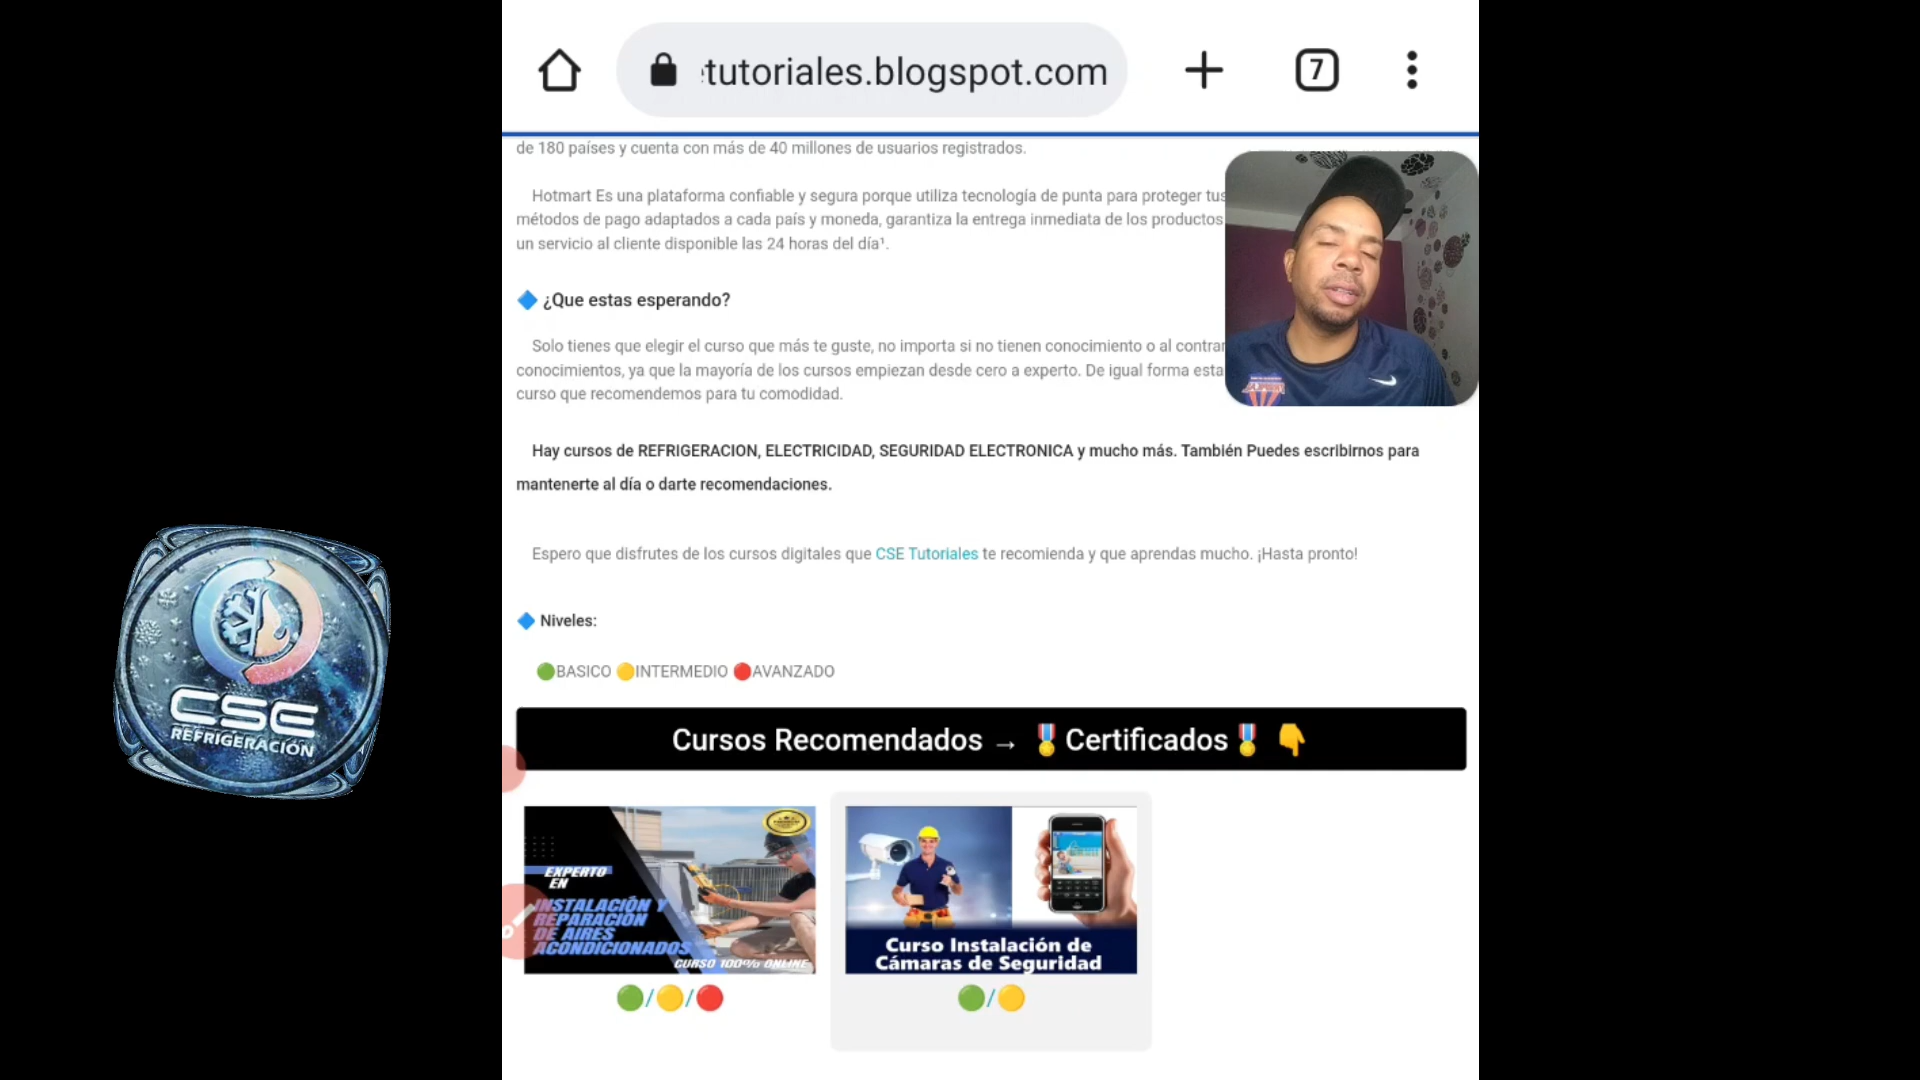 tutoriales.blogspot.com
7
de 180 países y cuenta con más de 40 millones de usuarios registrados.
Hotmart Es una plataforma confiable y segura porque utiliza tecnología de punta para proteger tus
métodos de pago adaptados a cada país y moneda, garantiza la entrega inmediata de los productos
un servicio al cliente disponible las 24 horas del día¹.
🔷 ¿Que estas esperando?
Solo tienes que elegir el curso que más te guste, no importa si no tienen conocimiento o al contrar
conocimientos, ya que la mayoría de los cursos empiezan desde cero a experto. De igual forma esta
curso que recomendemos para tu comodidad.
Hay cursos de REFRIGERACION, ELECTRICIDAD, SEGURIDAD ELECTRONICA y mucho más. También Puedes escribirnos para
mantenerte al día o darte recomendaciones.
Espero que disfrutes de los cursos digitales que CSE Tutoriales te recomienda y que aprendas mucho. ¡Hasta pronto!
🔷 Niveles:
🟢BASICO 🟡INTERMEDIO 🔴AVANZADO
Cursos Recomendados → 🎖️Certificados🎖️ 👇
EXPERTO
EN
INSTALACIÓN Y
REPARACIÓN
DE AIRES
ACONDICIONADOS
CURSO 100% ONLINE
🟢/🟡/🔴
Curso Instalación de
Cámaras de Seguridad
🟢/🟡
CSE
REFRIGERACIÓN